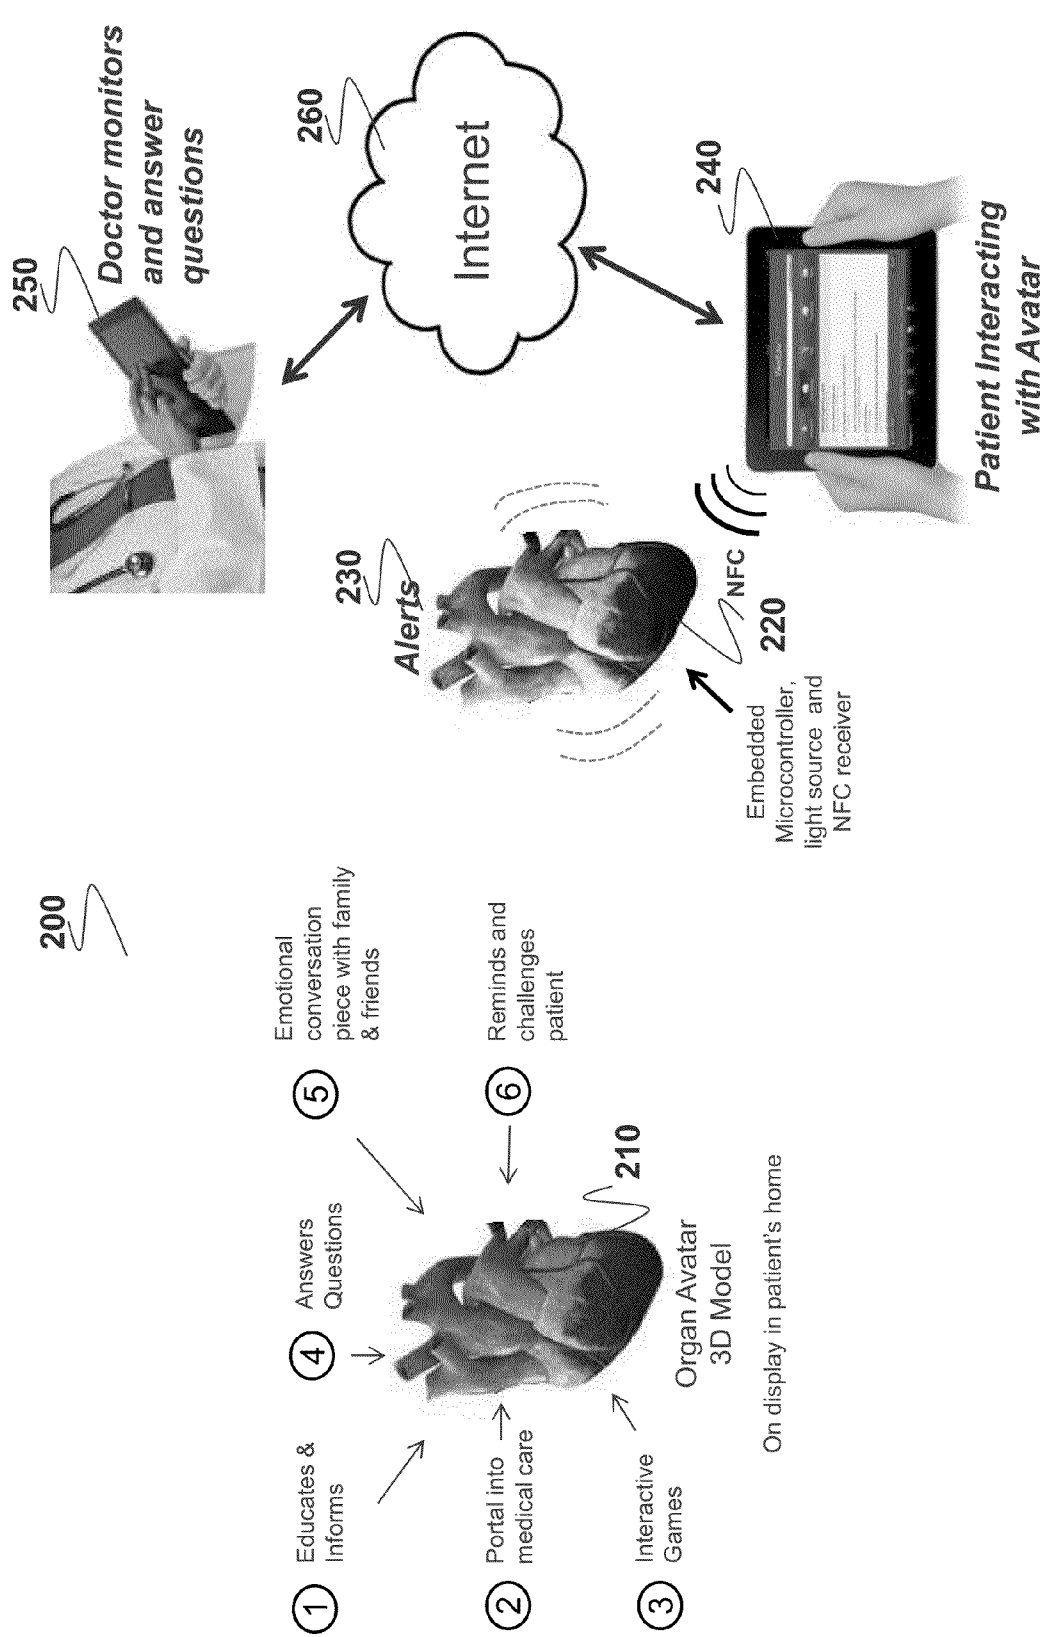 200
1
Educates &
Informs
2
Portal into
medical care
3
Interactive
Games
4
Answers
Questions
5
Emotional
conversation
piece with family
& friends
6
Reminds and
challenges
patient
210
Organ Avatar
3D Model
On display in patient's home
Embedded
Microcontroller,
light source and
NFC receiver
230
Alerts
NFC
220
250
Doctor monitors
and answer
questions
260
Internet
240
Patient Interacting
with Avatar